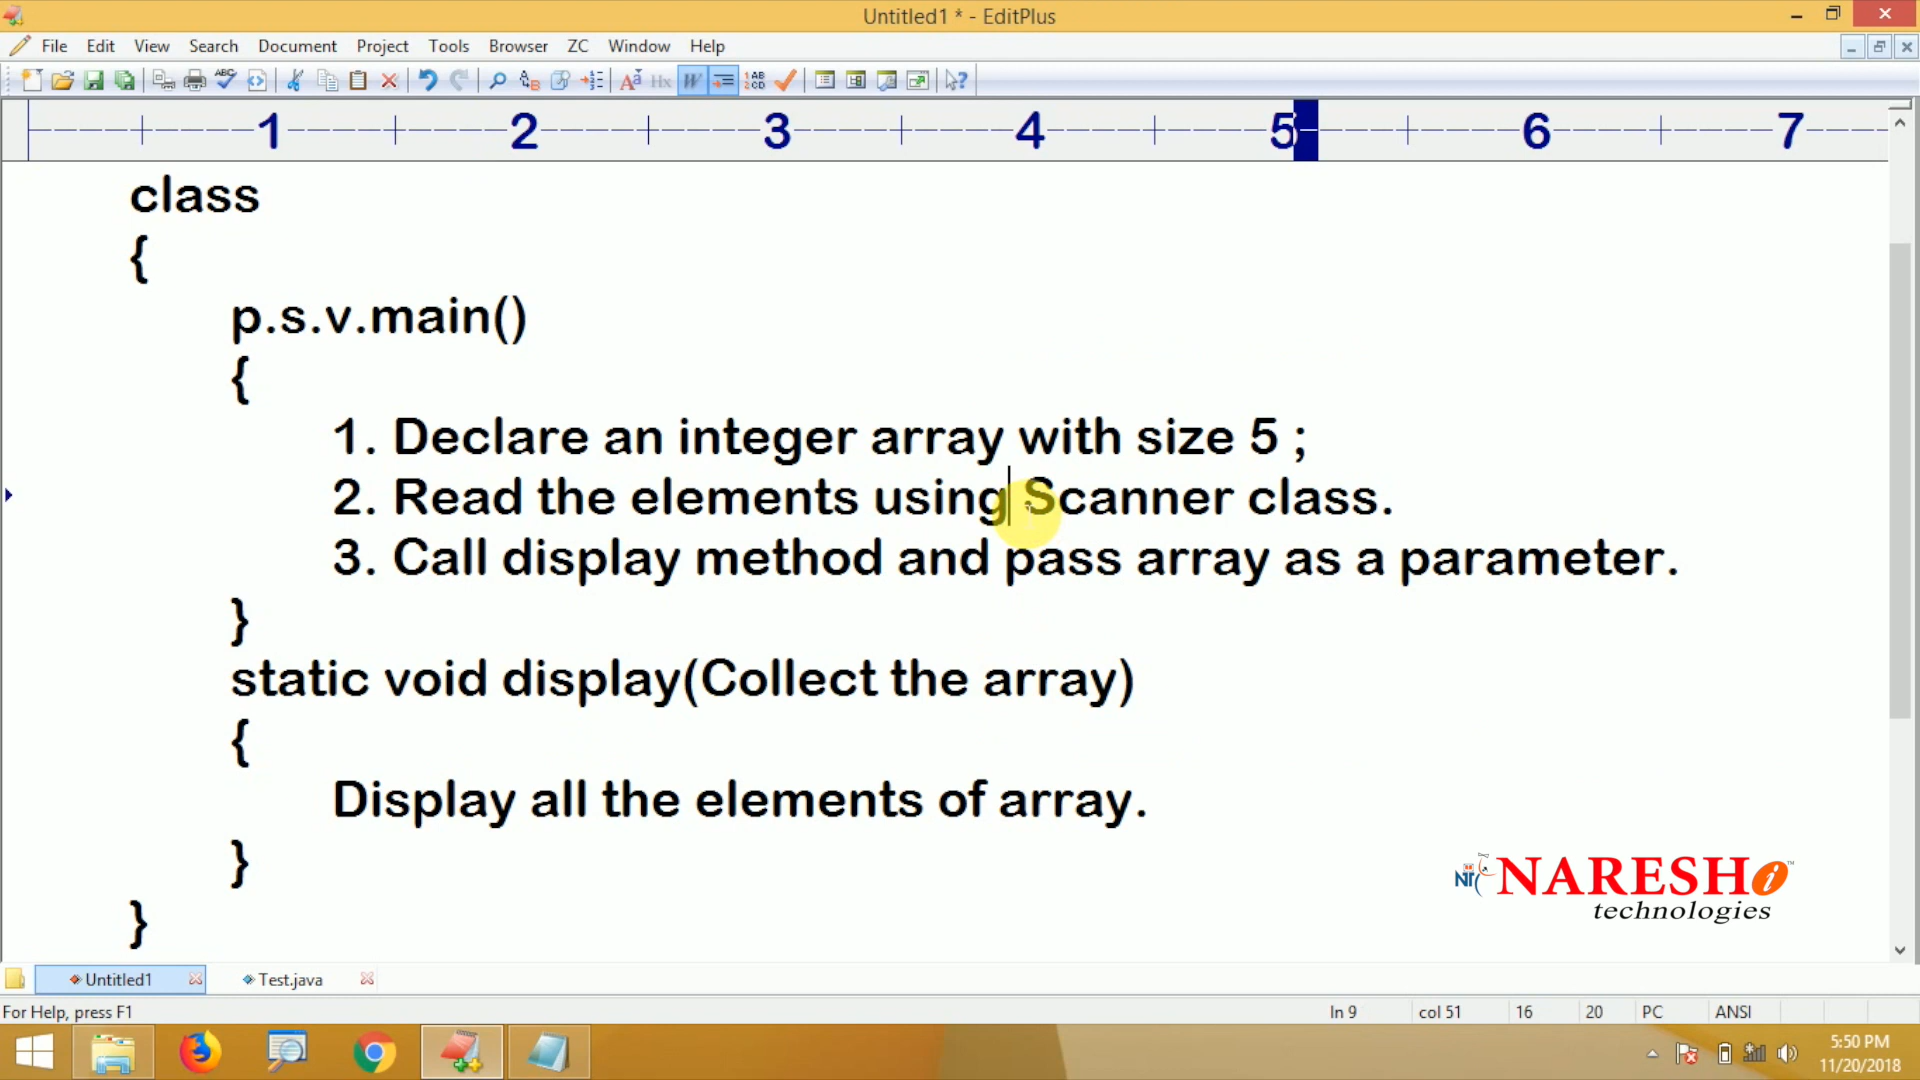 Untitled1 * - EditPlus
File Edit View Search Document Project Tools Browser ZC Window Help
1 2 3 4 5 6 7
class
{
p.s.v.main()
{
1. Declare an integer array with size 5 ;
2. Read the elements using Scanner class.
3. Call display method and pass array as a parameter.
}
static void display(Collect the array)
{
Display all the elements of array.
}
}
NTi NARESH i ™
technologies
Untitled1 Test.java
For Help, press F1 ln 9 col 51 16 20 PC ANSI
5:50 PM
11/20/2018